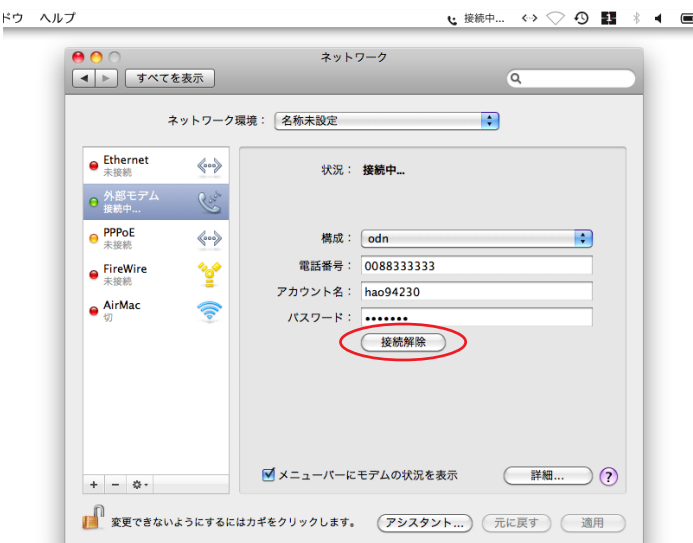 ドウ ヘルプ 接続中...
ネットワーク
すべてを表示
ネットワーク環境： 名称未設定
Ethernet
未接続
外部モデム
接続中...
PPPoE
未接続
FireWire
未接続
AirMac
切
状況： 接続中...
構成： odn
電話番号： 0088333333
アカウント名： hao94230
パスワード： •••••••
接続解除
メニューバーにモデムの状況を表示 詳細... ?
変更できないようにするにはカギをクリックします。 アシスタント... 元に戻す 適用